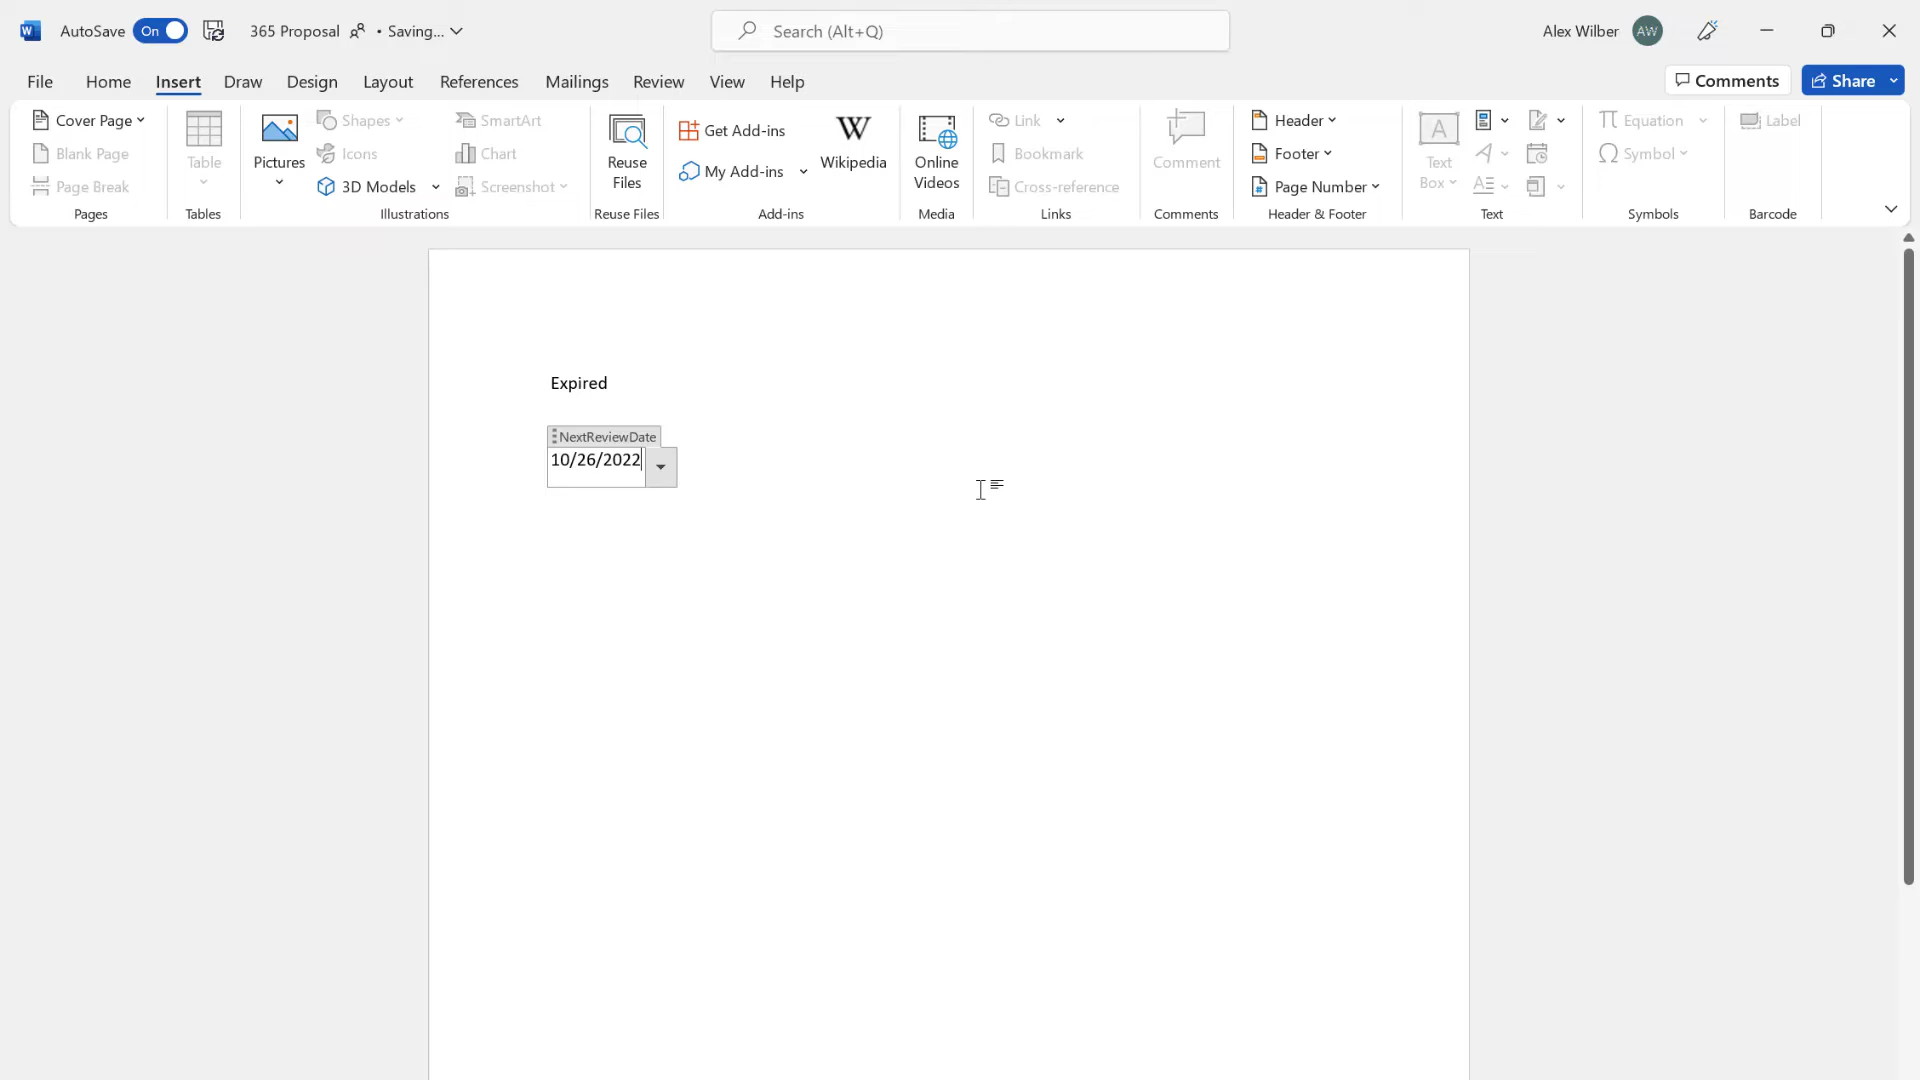 W AutoSave On 365 Proposal • Saving... Search (Alt+Q) Alex Wilber AW
File Home Insert Draw Design Layout References Mailings Review View Help Comments Share
Cover Page
Blank Page
Page Break
Pages
Table
Tables
Pictures
Shapes
Icons
3D Models
SmartArt
Chart
Screenshot
Illustrations
Reuse
Files
Reuse Files
Get Add-ins
My Add-ins
W
Wikipedia
Add-ins
Online
Videos
Media
Link
Bookmark
Cross-reference
Links
Comment
Comments
Header
Footer
Page Number
Header & Footer
A
Text
Box
A
A
Text
π Equation
Ω Symbol
Symbols
Label
Barcode
Expired
NextReviewDate
10/26/2022